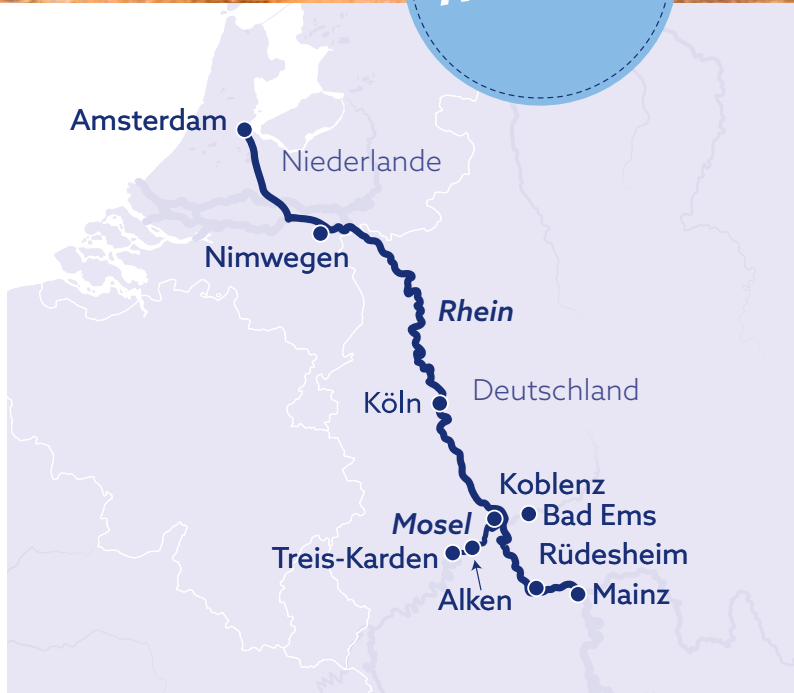 Amsterdam
Niederlande
Nimwegen
Rhein
Deutschland
Köln
Koblenz
Bad Ems
Mosel
Rüdesheim
Treis-Karden
Mainz
Alken